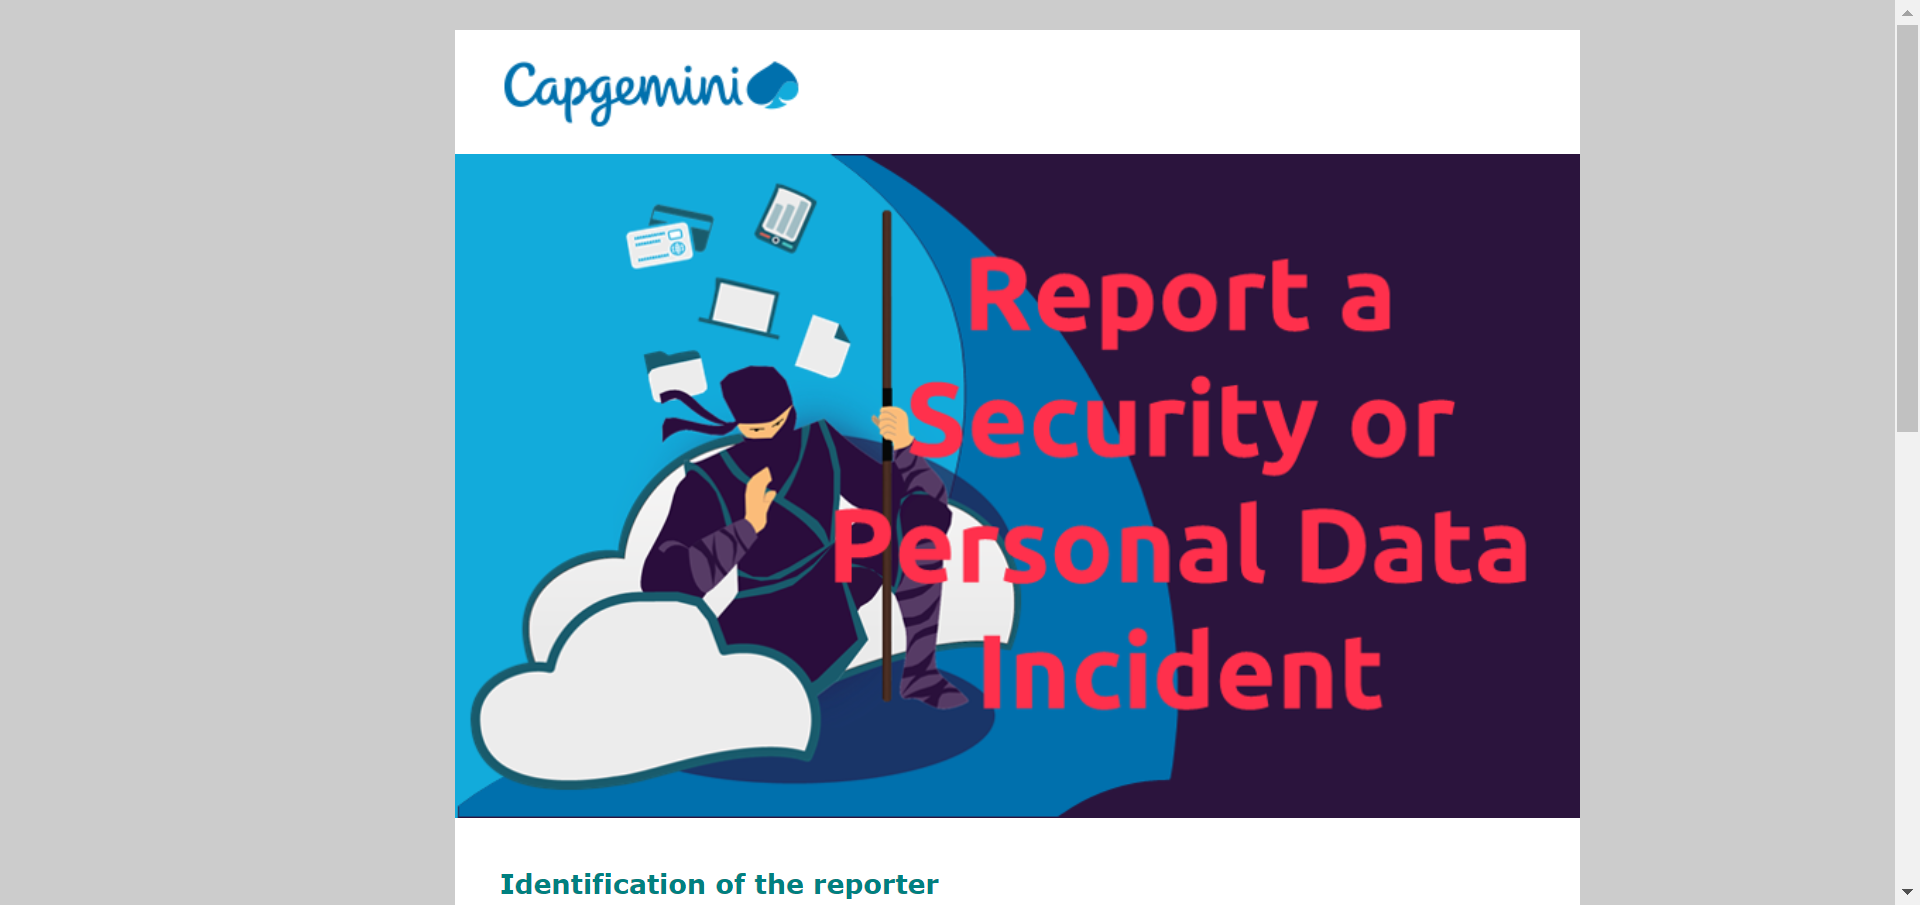 Capgemini
Report a
Security or
Personal Data
Incident
Identification of the reporter